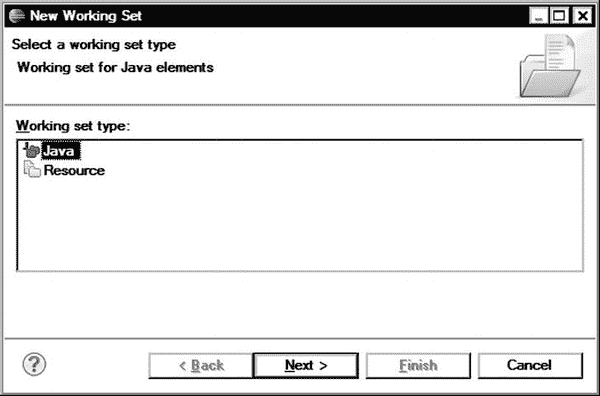 New Working Set
Select a working set type
Working set for Java elements
Working set type:
Java
Resource
?
< Back
Next >
Finish
Cancel